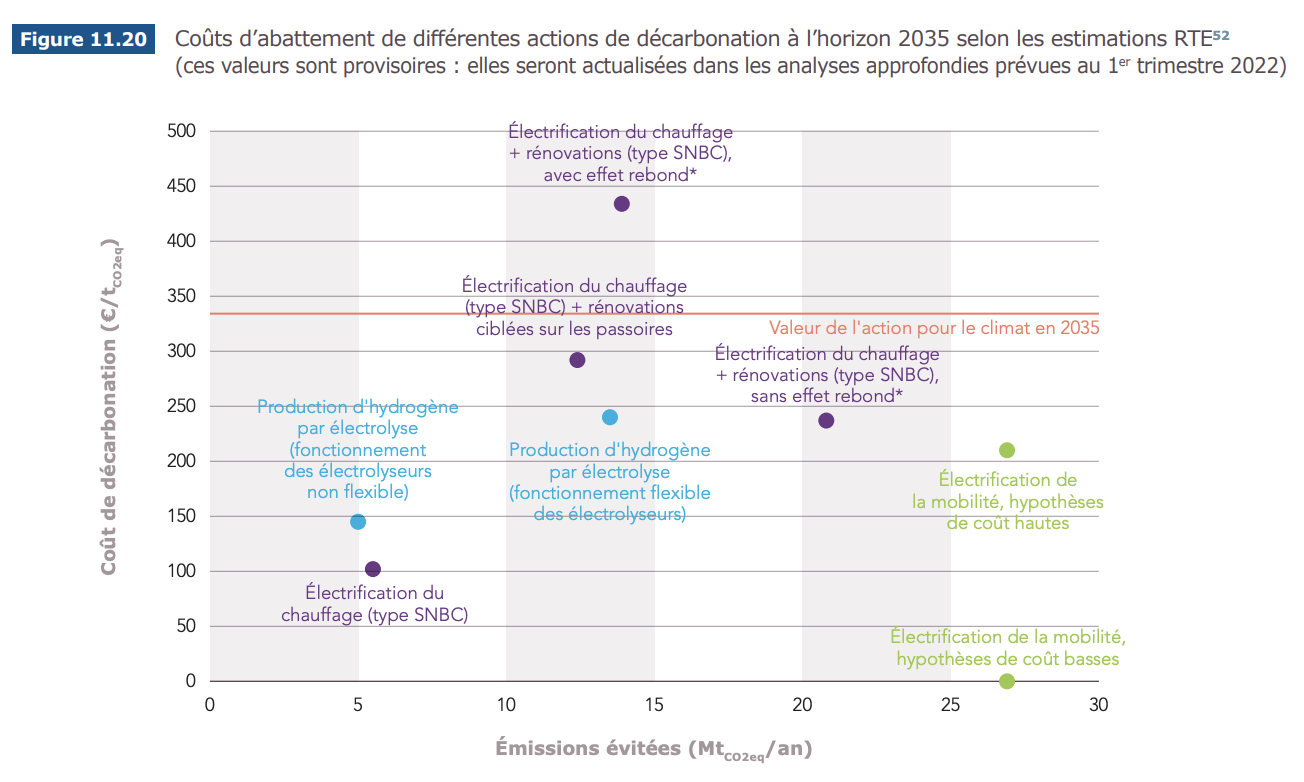 Figure 11.20
Coûts d’abattement de différentes actions de décarbonation à l’horizon 2035 selon les estimations RTE52
(ces valeurs sont provisoires : elles seront actualisées dans les analyses approfondies prévues au 1er trimestre 2022)
Coût de décarbonation (€/tCO2eq)
500
450
400
350
300
250
200
150
100
50
0
Électrification du chauffage
+ rénovations (type SNBC),
avec effet rebond*
Électrification du chauffage
(type SNBC) + rénovations
ciblées sur les passoires
Valeur de l'action pour le climat en 2035
Électrification du chauffage
+ rénovations (type SNBC),
sans effet rebond*
Production d'hydrogène
par électrolyse
(fonctionnement
des électrolyseurs
non flexible)
Production d'hydrogène
par électrolyse
(fonctionnement flexible
des électrolyseurs)
Électrification de
la mobilité, hypothèses
de coût hautes
Électrification du
chauffage (type SNBC)
Électrification de la mobilité,
hypothèses de coût basses
0
5
10
15
20
25
30
Émissions évitées (MtCO2eq/an)